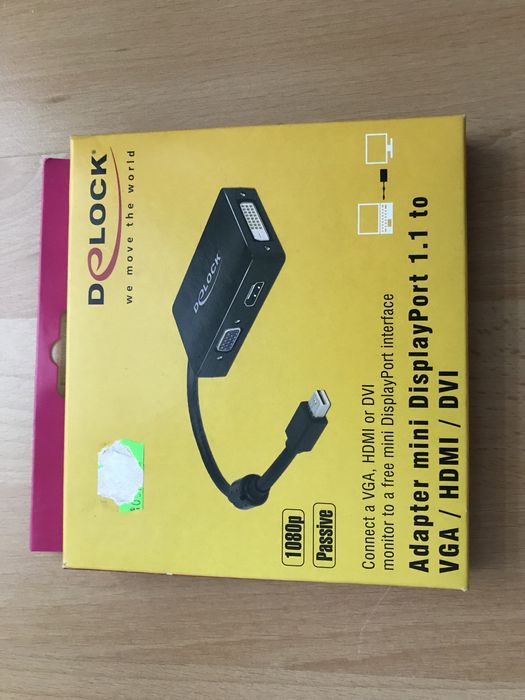 DELOCK®
we move the world
DELOCK
1080p
Passive
Connect a VGA, HDMI or DVI
monitor to a free mini DisplayPort interface
Adapter mini DisplayPort 1.1 to
VGA / HDMI / DVI